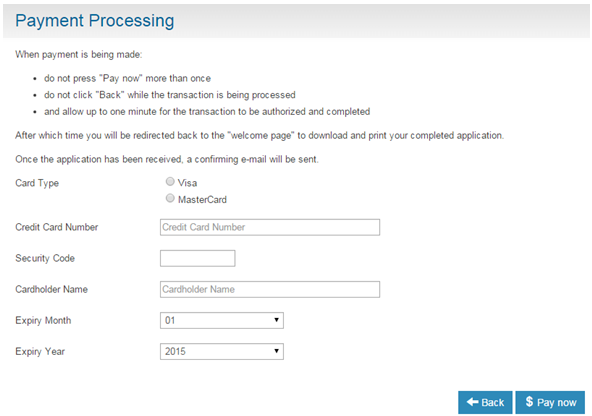 Payment Processing
When payment is being made:
do not press "Pay now" more than once
do not click "Back" while the transaction is being processed
and allow up to one minute for the transaction to be authorized and completed
After which time you will be redirected back to the "welcome page" to download and print your completed application.
Once the application has been received, a confirming e-mail will be sent.
Card Type
Visa
MasterCard
Credit Card Number
Credit Card Number
Security Code
Cardholder Name
Cardholder Name
Expiry Month
01
Expiry Year
2015
Back
$ Pay now